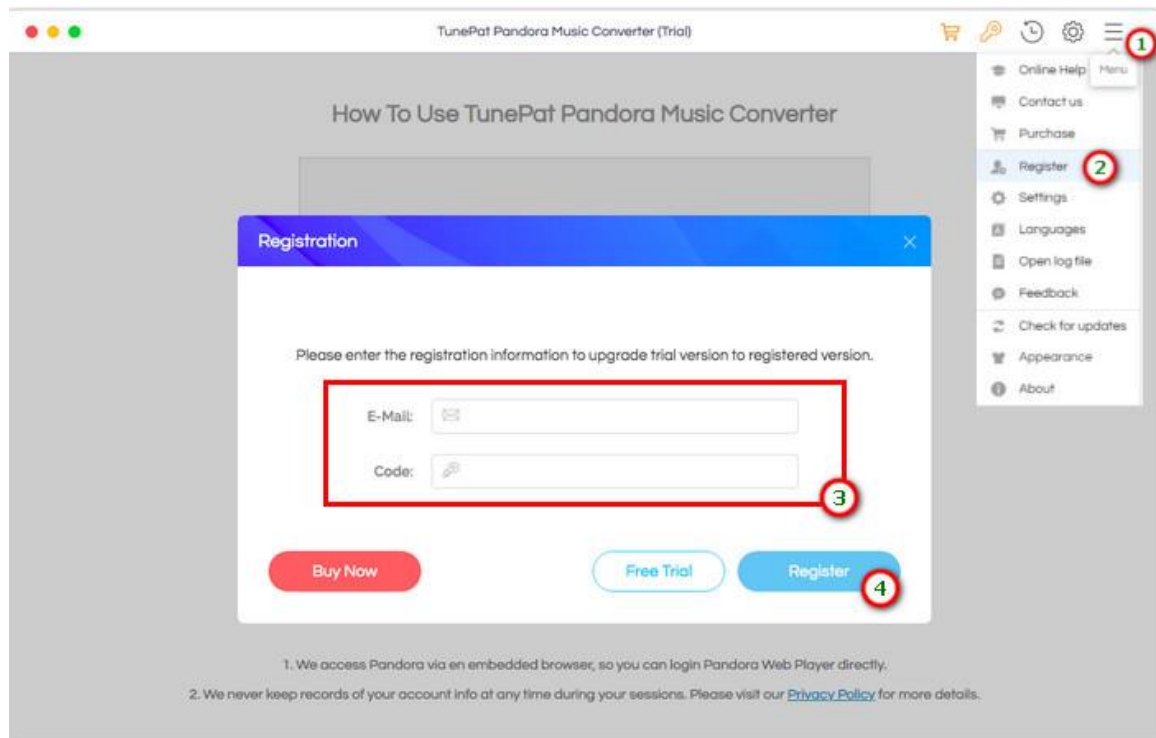 TunePat Pandora Music Converter (Trial)
1
Online Help
Menu
Contact us
Purchase
Register
2
Settings
Languages
Open log file
Feedback
Check for updates
Appearance
About
How To Use TunePat Pandora Music Converter
Registration
Please enter the registration information to upgrade trial version to registered version.
E-Mail:
Code:
3
Buy Now
Free Trial
Register
4
1. We access Pandora via en embedded browser, so you can login Pandora Web Player directly.
2. We never keep records of your account info at any time during your sessions. Please visit our Privacy Policy for more details.